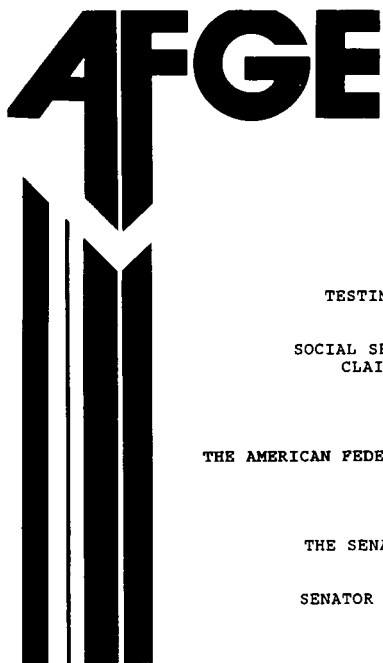 AFGE
TESTIN
SOCIAL SE
CLAI
THE AMERICAN FEDE
THE SENA
SENATOR